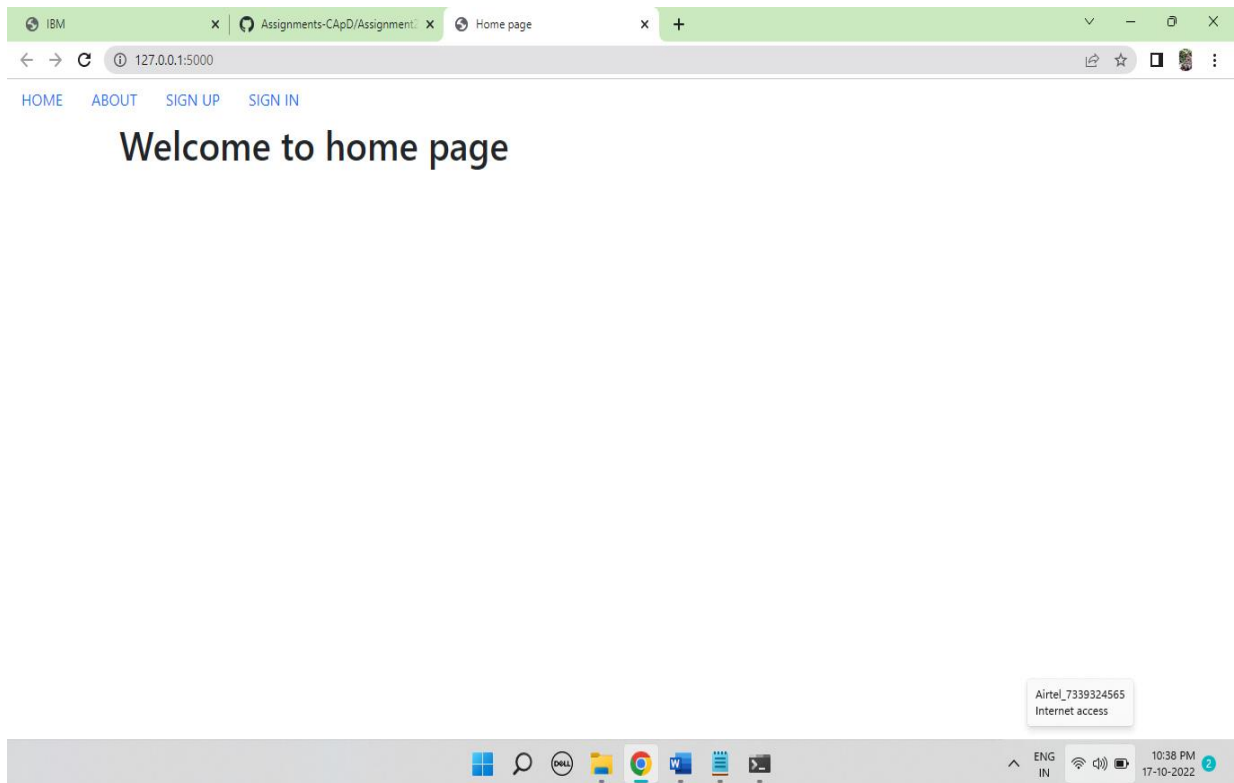 IBM
Assignments-CApD/Assignment2
Home page
127.0.0.1:5000
HOME ABOUT SIGN UP SIGN IN
Welcome to home page
Airtel_7339324565
Internet access
DELL
ENG
IN
10:38 PM
17-10-2022
2